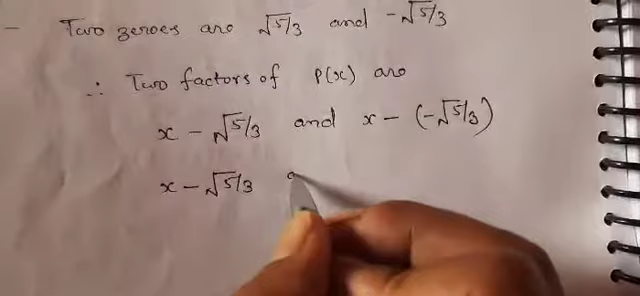 - Two zeroes are √5/3 and -√5/3
∴ Two factors of P(x) are
x - √5/3 and x - (-√5/3)
x - √5/3 a